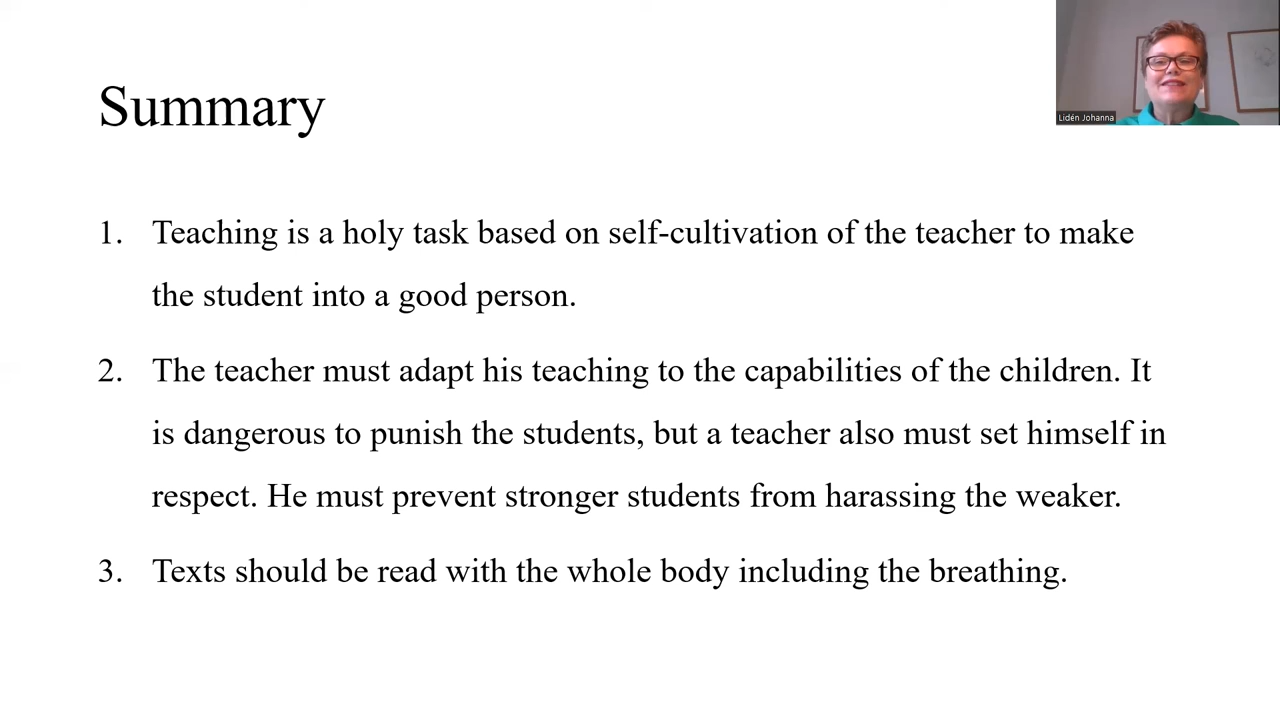 Summary
Lidén Johanna
1. Teaching is a holy task based on self-cultivation of the teacher to make
the student into a good person.
2. The teacher must adapt his teaching to the capabilities of the children. It
is dangerous to punish the students, but a teacher also must set himself in
respect. He must prevent stronger students from harassing the weaker.
3. Texts should be read with the whole body including the breathing.